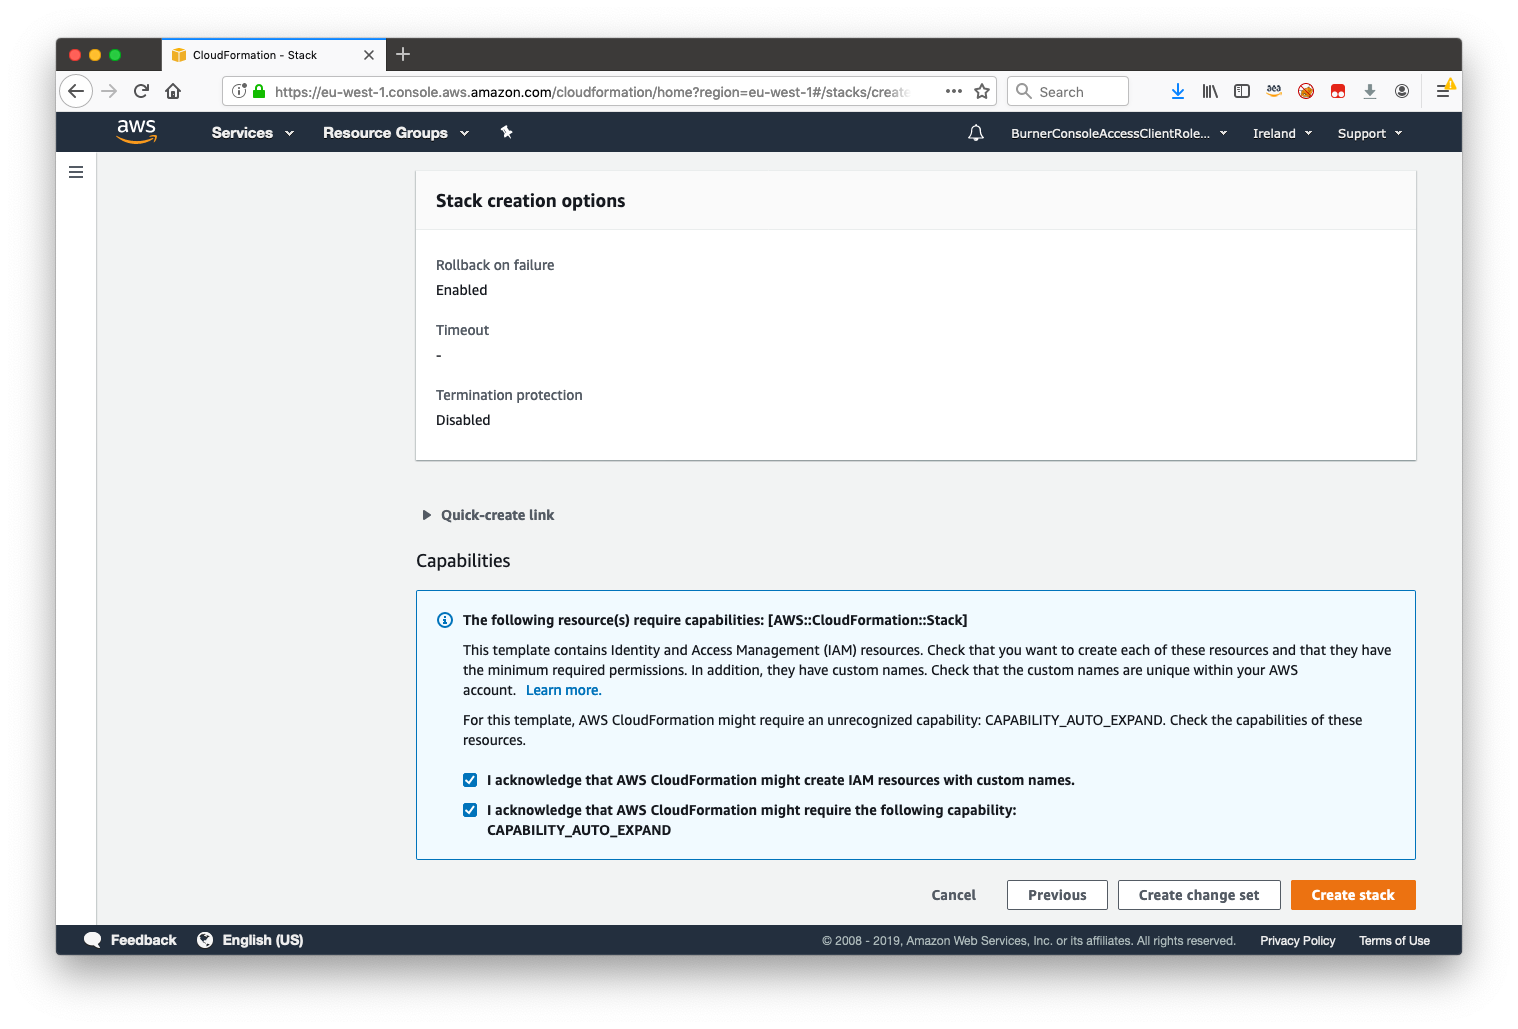 CloudFormation - Stack
https://eu-west-1.console.aws.amazon.com/cloudformation/home?region=eu-west-1#/stacks/create
Search
aws
Services
Resource Groups
BurnerConsoleAccessClientRole...
Ireland
Support
Stack creation options
Rollback on failure
Enabled
Timeout
-
Termination protection
Disabled
Quick-create link
Capabilities
The following resource(s) require capabilities: [AWS::CloudFormation::Stack]
This template contains Identity and Access Management (IAM) resources. Check that you want to create each of these resources and that they have
the minimum required permissions. In addition, they have custom names. Check that the custom names are unique within your AWS
account. Learn more.
For this template, AWS CloudFormation might require an unrecognized capability: CAPABILITY_AUTO_EXPAND. Check the capabilities of these
resources.
I acknowledge that AWS CloudFormation might create IAM resources with custom names.
I acknowledge that AWS CloudFormation might require the following capability:
CAPABILITY_AUTO_EXPAND
Cancel
Previous
Create change set
Create stack
Feedback
English (US)
© 2008 - 2019, Amazon Web Services, Inc. or its affiliates. All rights reserved.
Privacy Policy
Terms of Use